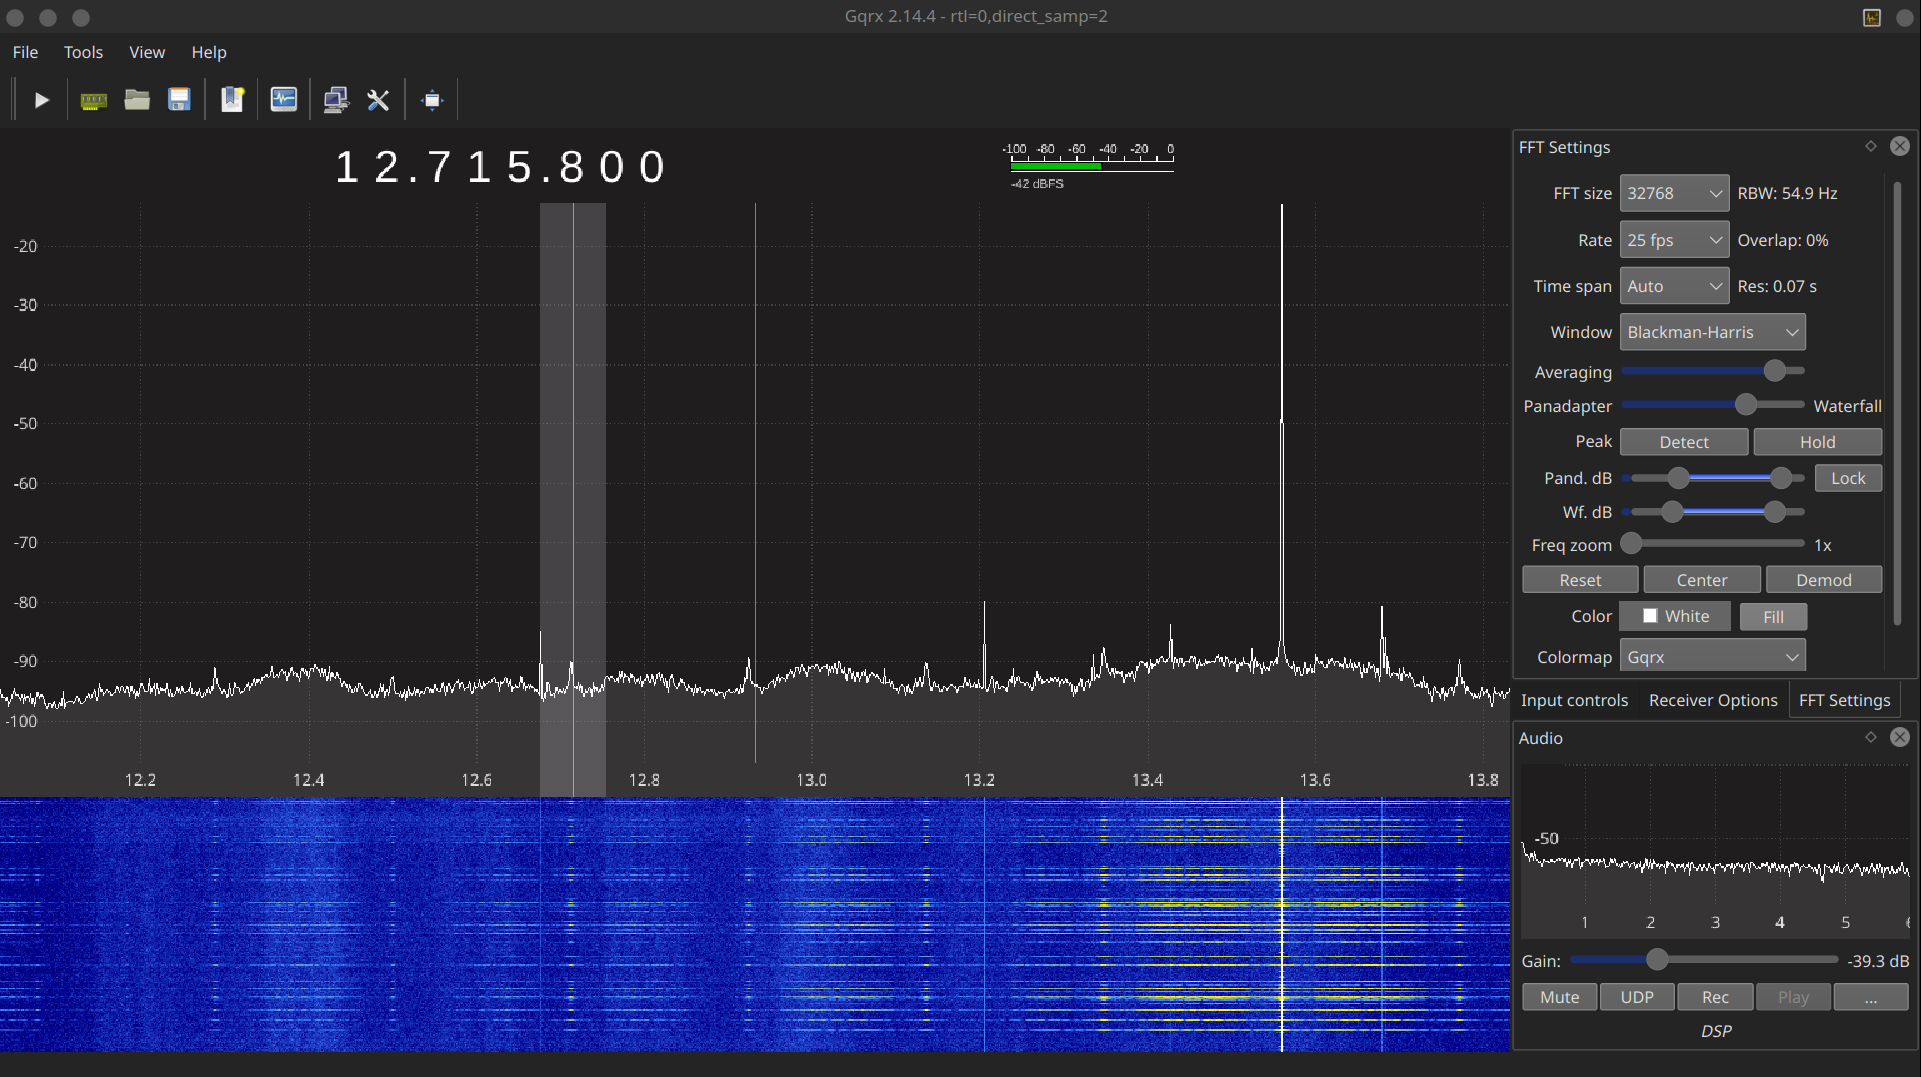 Gqrx 2.14.4 - rtl=0,direct_samp=2
File Tools View Help
12.715.800
-100 -80 -60 -40 -20 0
-42 dBFS
-20
-30
-40
-50
-60
-70
-80
-90
-100
12.2 12.4 12.6 12.8 13.0 13.2 13.4 13.6 13.8
FFT Settings
FFT size 32768 RBW: 54.9 Hz
Rate 25 fps Overlap: 0%
Time span Auto Res: 0.07 s
Window Blackman-Harris
Averaging
Panadapter Waterfall
Peak Detect Hold
Pand. dB Lock
Wf. dB
Freq zoom 1x
Reset Center Demod
Color White Fill
Colormap Gqrx
Input controls Receiver Options FFT Settings
Audio
-50
1 2 3 4 5 6
Gain: -39.3 dB
Mute UDP Rec Play ...
DSP